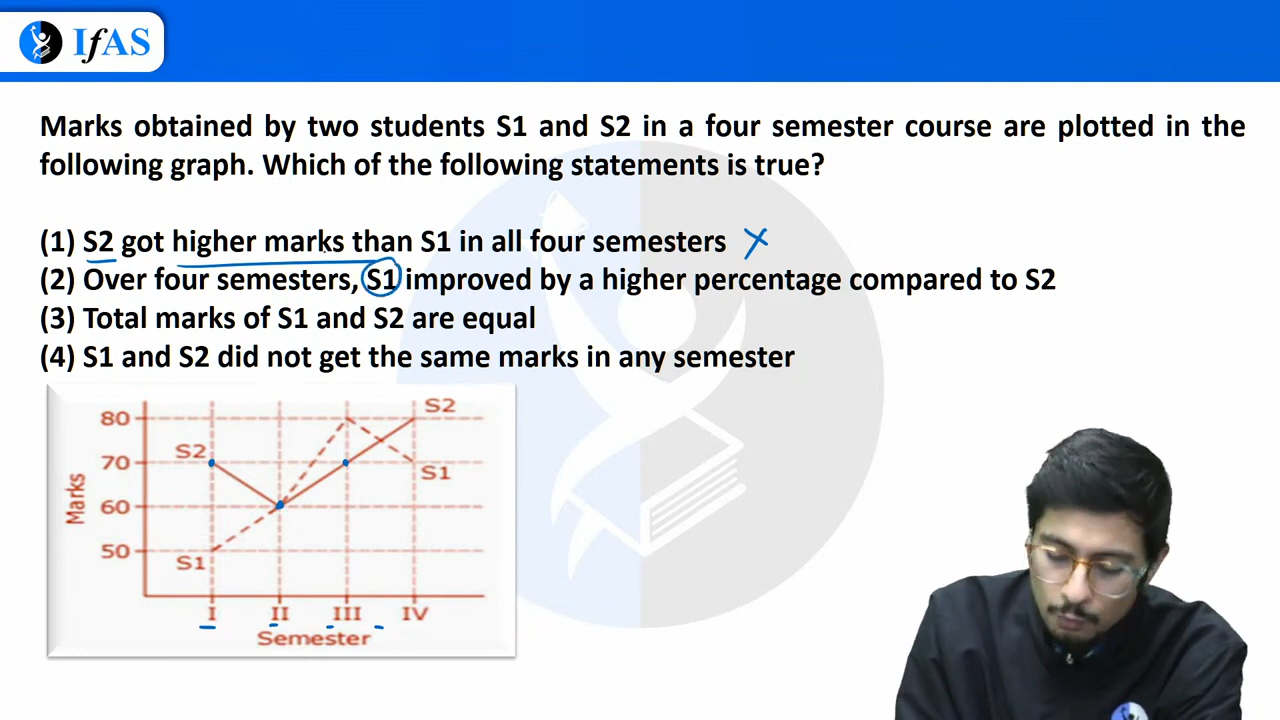 IfAS
Marks obtained by two students S1 and S2 in a four semester course are plotted in the
following graph. Which of the following statements is true?
(1) S2 got higher marks than S1 in all four semesters
(2) Over four semesters, S1 improved by a higher percentage compared to S2
(3) Total marks of S1 and S2 are equal
(4) S1 and S2 did not get the same marks in any semester
S2
80
S2
70
S1
Marks
60
50
S1
I II III IV
Semester